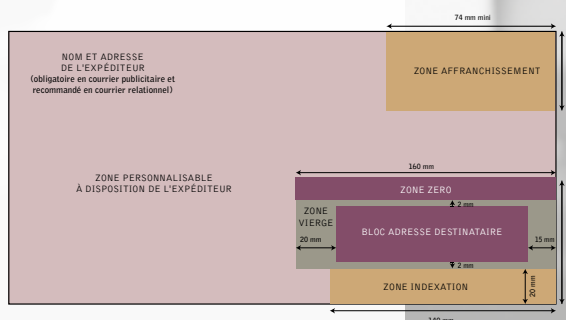 74 mm mini
NOM ET ADRESSE
DE L'EXPÉDITEUR
(obligatoire en courrier publicitaire et
recommandé en courrier relationnel)
ZONE AFFRANCHISSEMENT
160 mm
ZONE PERSONNALISABLE
À DISPOSITION DE L'EXPÉDITEUR
ZONE ZERO
2 mm
ZONE
VIERGE
BLOC ADRESSE DESTINATAIRE
20 mm
15 mm
2 mm
ZONE INDEXATION
20 mm